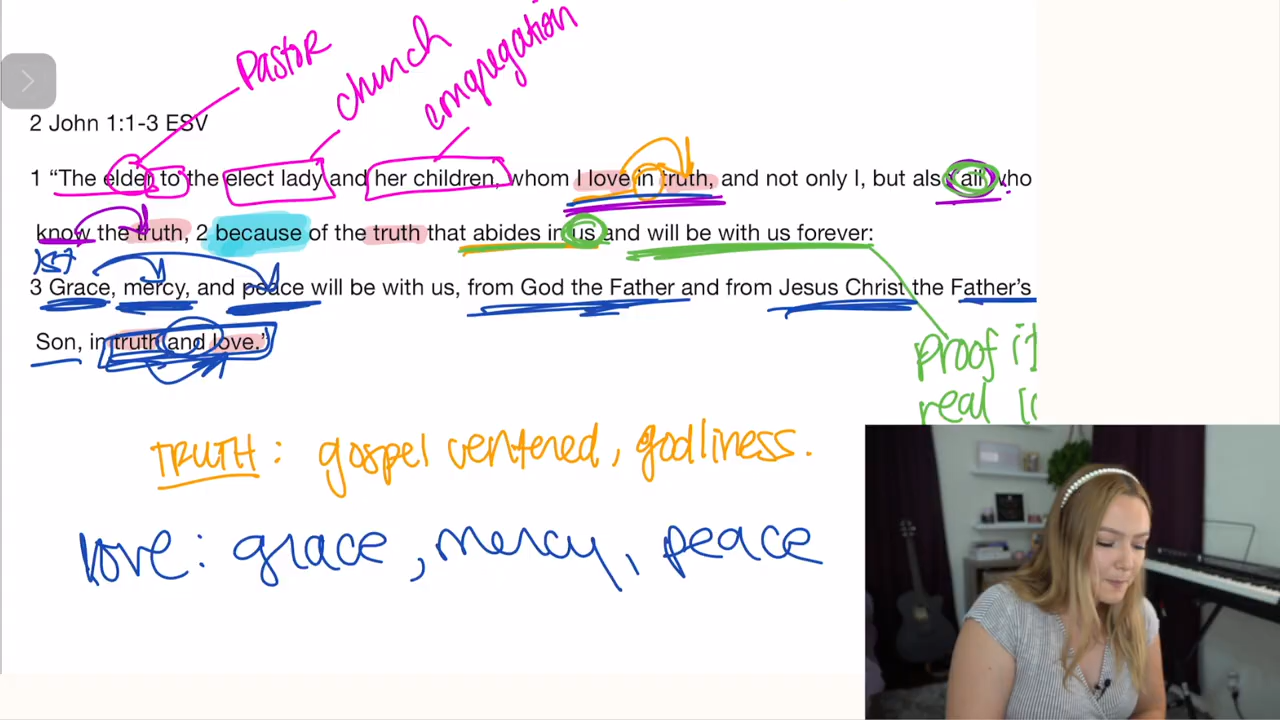 Pastor
church
congregation
2 John 1:1-3 ESV
1 “The elder to the elect lady and her children, whom I love in truth, and not only I, but als all who
know the truth, 2 because of the truth that abides in us and will be with us forever:
1st
3 Grace, mercy, and peace will be with us, from God the Father and from Jesus Christ the Father’s
Son, in truth and love.”
proof it
real
TRUTH: gospel centered, godliness.
love: grace, mercy, peace